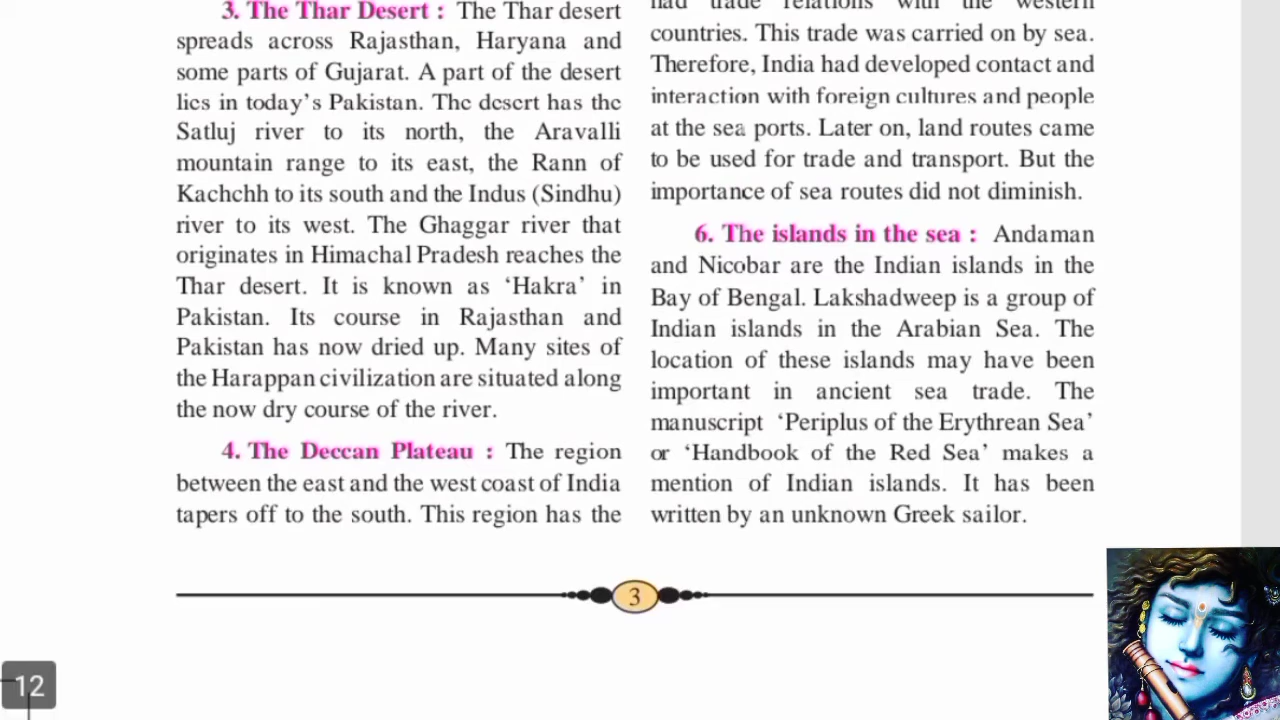 3. The Thar Desert : The Thar desert
spreads across Rajasthan, Haryana and
some parts of Gujarat. A part of the desert
lies in today’s Pakistan. The desert has the
Satluj river to its north, the Aravalli
mountain range to its east, the Rann of
Kachchh to its south and the Indus (Sindhu)
river to its west. The Ghaggar river that
originates in Himachal Pradesh reaches the
Thar desert. It is known as ‘Hakra’ in
Pakistan. Its course in Rajasthan and
Pakistan has now dried up. Many sites of
the Harappan civilization are situated along
the now dry course of the river.
4. The Deccan Plateau : The region
between the east and the west coast of India
tapers off to the south. This region has the
had trade relations with the western
countries. This trade was carried on by sea.
Therefore, India had developed contact and
interaction with foreign cultures and people
at the sea ports. Later on, land routes came
to be used for trade and transport. But the
importance of sea routes did not diminish.
6. The islands in the sea : Andaman
and Nicobar are the Indian islands in the
Bay of Bengal. Lakshadweep is a group of
Indian islands in the Arabian Sea. The
location of these islands may have been
important in ancient sea trade. The
manuscript ‘Periplus of the Erythrean Sea’
or ‘Handbook of the Red Sea’ makes a
mention of Indian islands. It has been
written by an unknown Greek sailor.
3
12